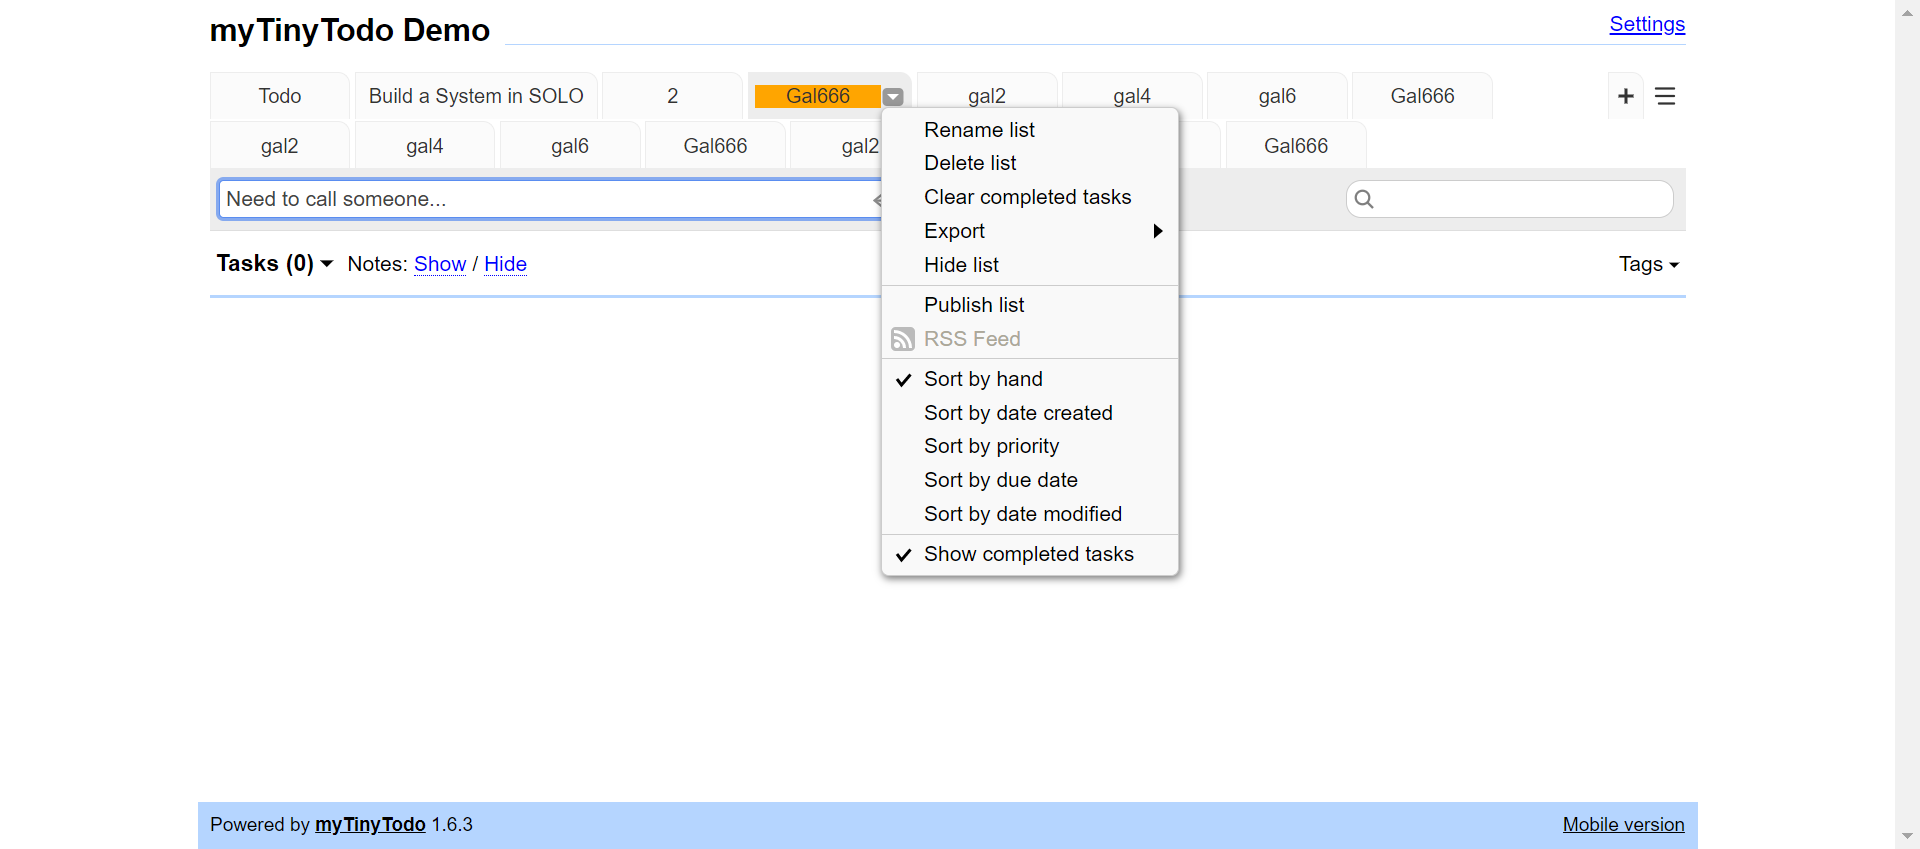 myTinyTodo Demo
Settings
Todo
Build a System in SOLO
2
Gal666
gal2
gal4
gal6
Gal666
+
gal2
gal4
gal6
Gal666
gal2
Gal666
Need to call someone...
Tasks (0)
Notes: Show / Hide
Tags
Rename list
Delete list
Clear completed tasks
Export
Hide list
Publish list
RSS Feed
Sort by hand
Sort by date created
Sort by priority
Sort by due date
Sort by date modified
Show completed tasks
Powered by myTinyTodo 1.6.3
Mobile version